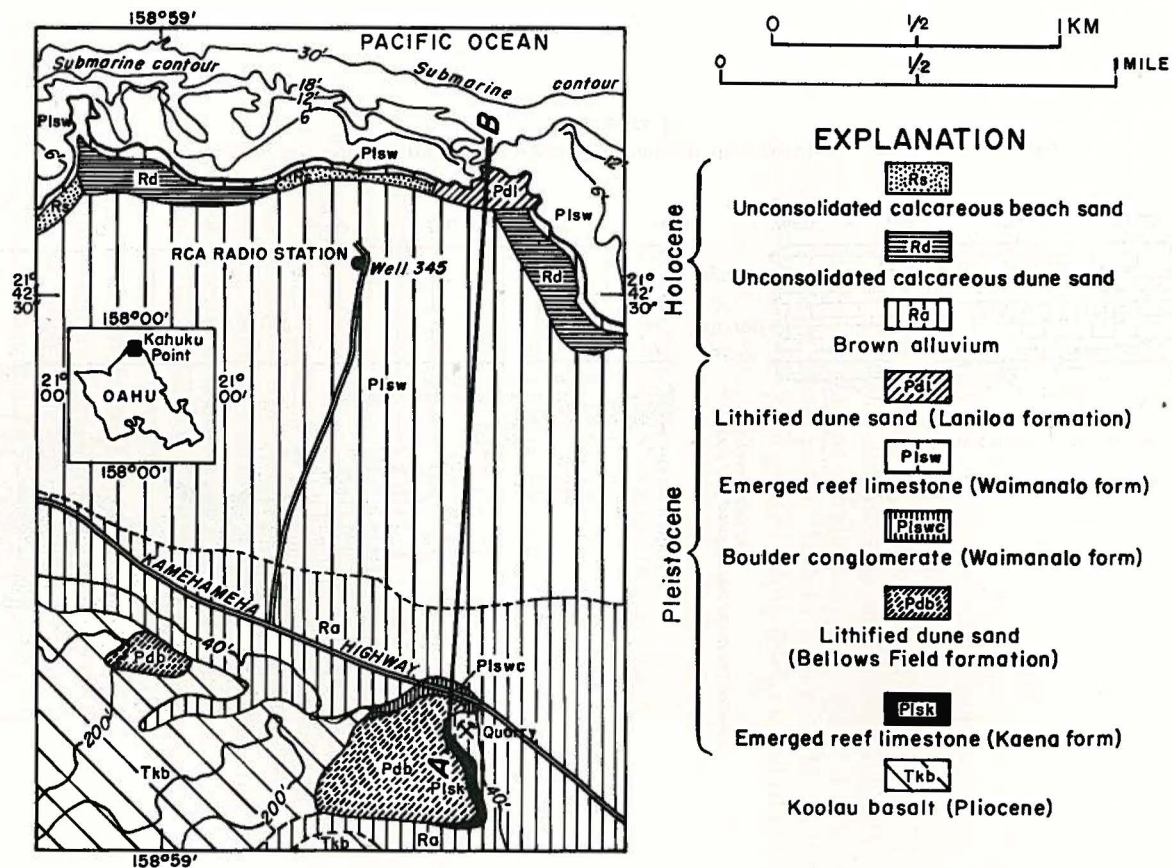 158°59'
PACIFIC OCEAN
30'
Submarine contour
Submarine contour
18'
12'
6'
B
12'
6'
Plsw
6'
Plsw
Rd
Rs
Pdl
Plsw
RCA RADIO STATION
Well 345
Rd
21°
42'
30"
21°
42'
30"
158°00'
Kahuku
Point
21°
00'
OAHU
21°
00'
158°00'
Plsw
KAMEHAMEHA
HIGHWAY
Ra
40'
Pdb
Plswc
Quarry
A
Pdb
Plsk
40'
200'
200'
Tkb
Tkb
Ra
158°59'
0 1/2 1 KM
0 1/2 1 MILE
EXPLANATION
Holocene
Rs
Unconsolidated calcareous beach sand
Rd
Unconsolidated calcareous dune sand
Ra
Brown alluvium
Pleistocene
Pdl
Lithified dune sand (Laniloa formation)
Plsw
Emerged reef limestone (Waimanalo form)
Plswc
Boulder conglomerate (Waimanalo form)
Pdb
Lithified dune sand
(Bellows Field formation)
Plsk
Emerged reef limestone (Kaena form)
Tkb
Koolau basalt (Pliocene)